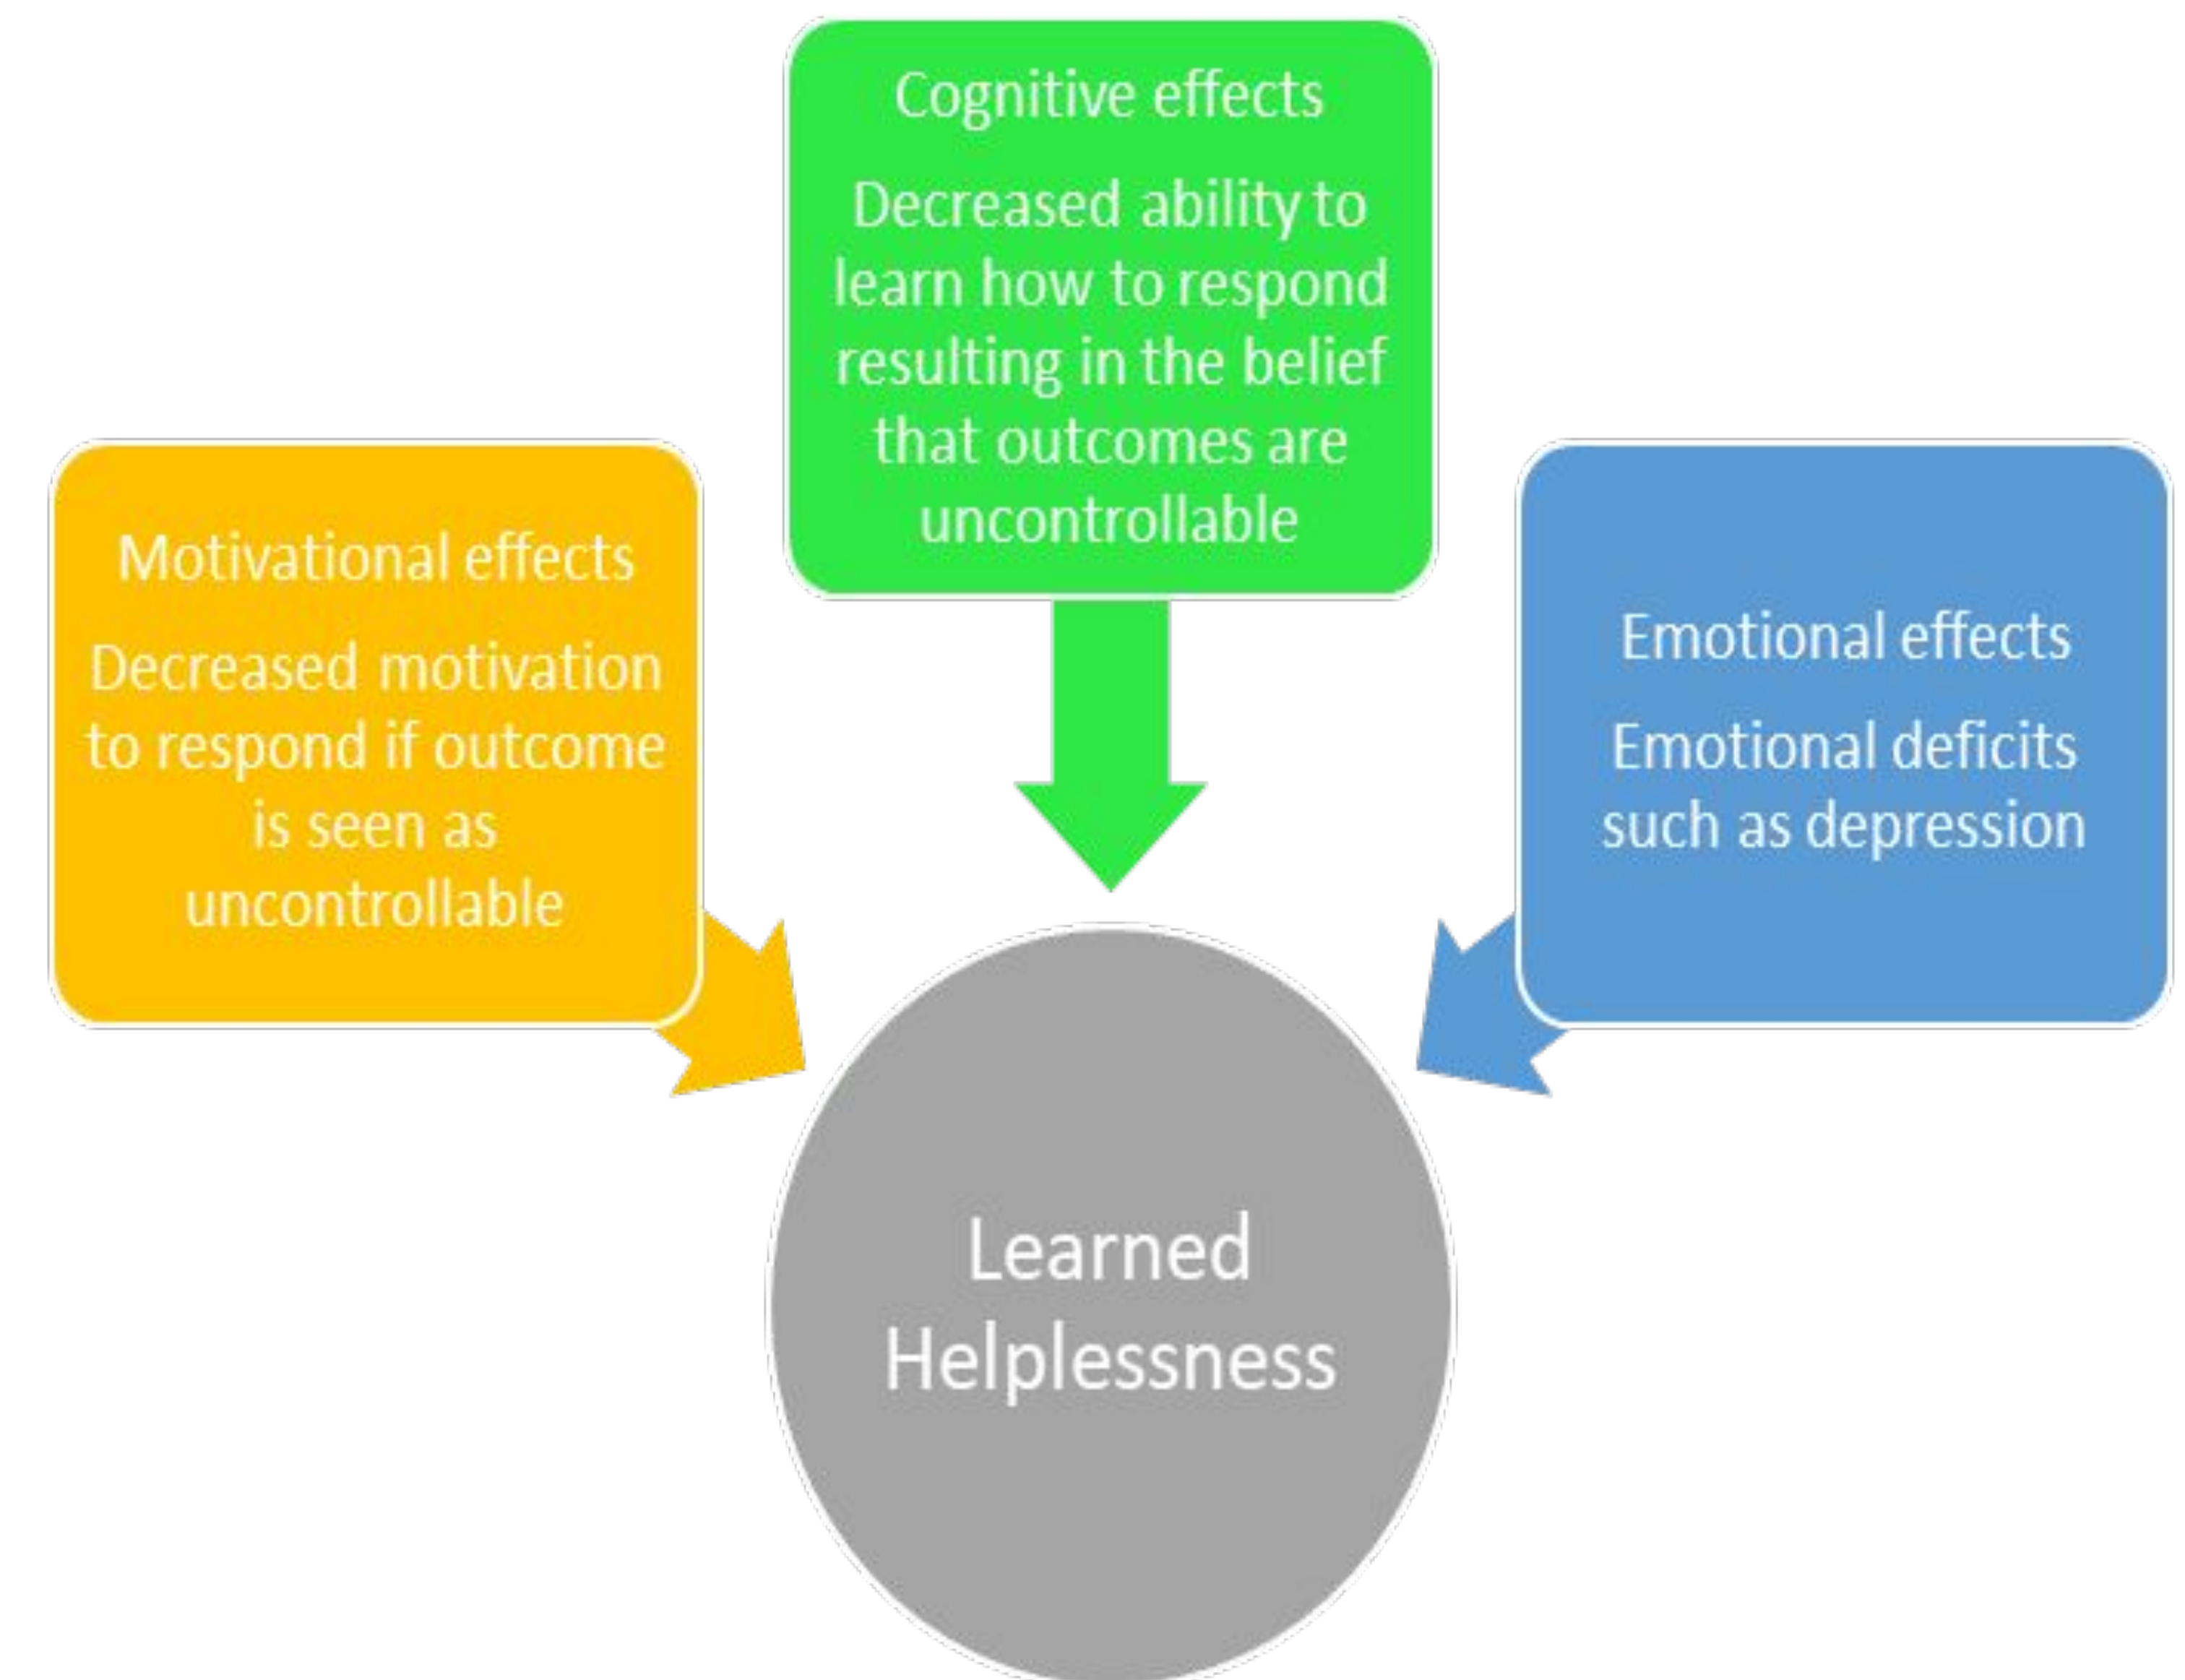 Cognitive effects
Decreased ability to
learn how to respond
resulting in the belief
that outcomes are
uncontrollable
Motivational effects
Decreased motivation
to respond if outcome
is seen as
uncontrollable
Emotional effects
Emotional deficits
such as depression
Learned
Helplessness